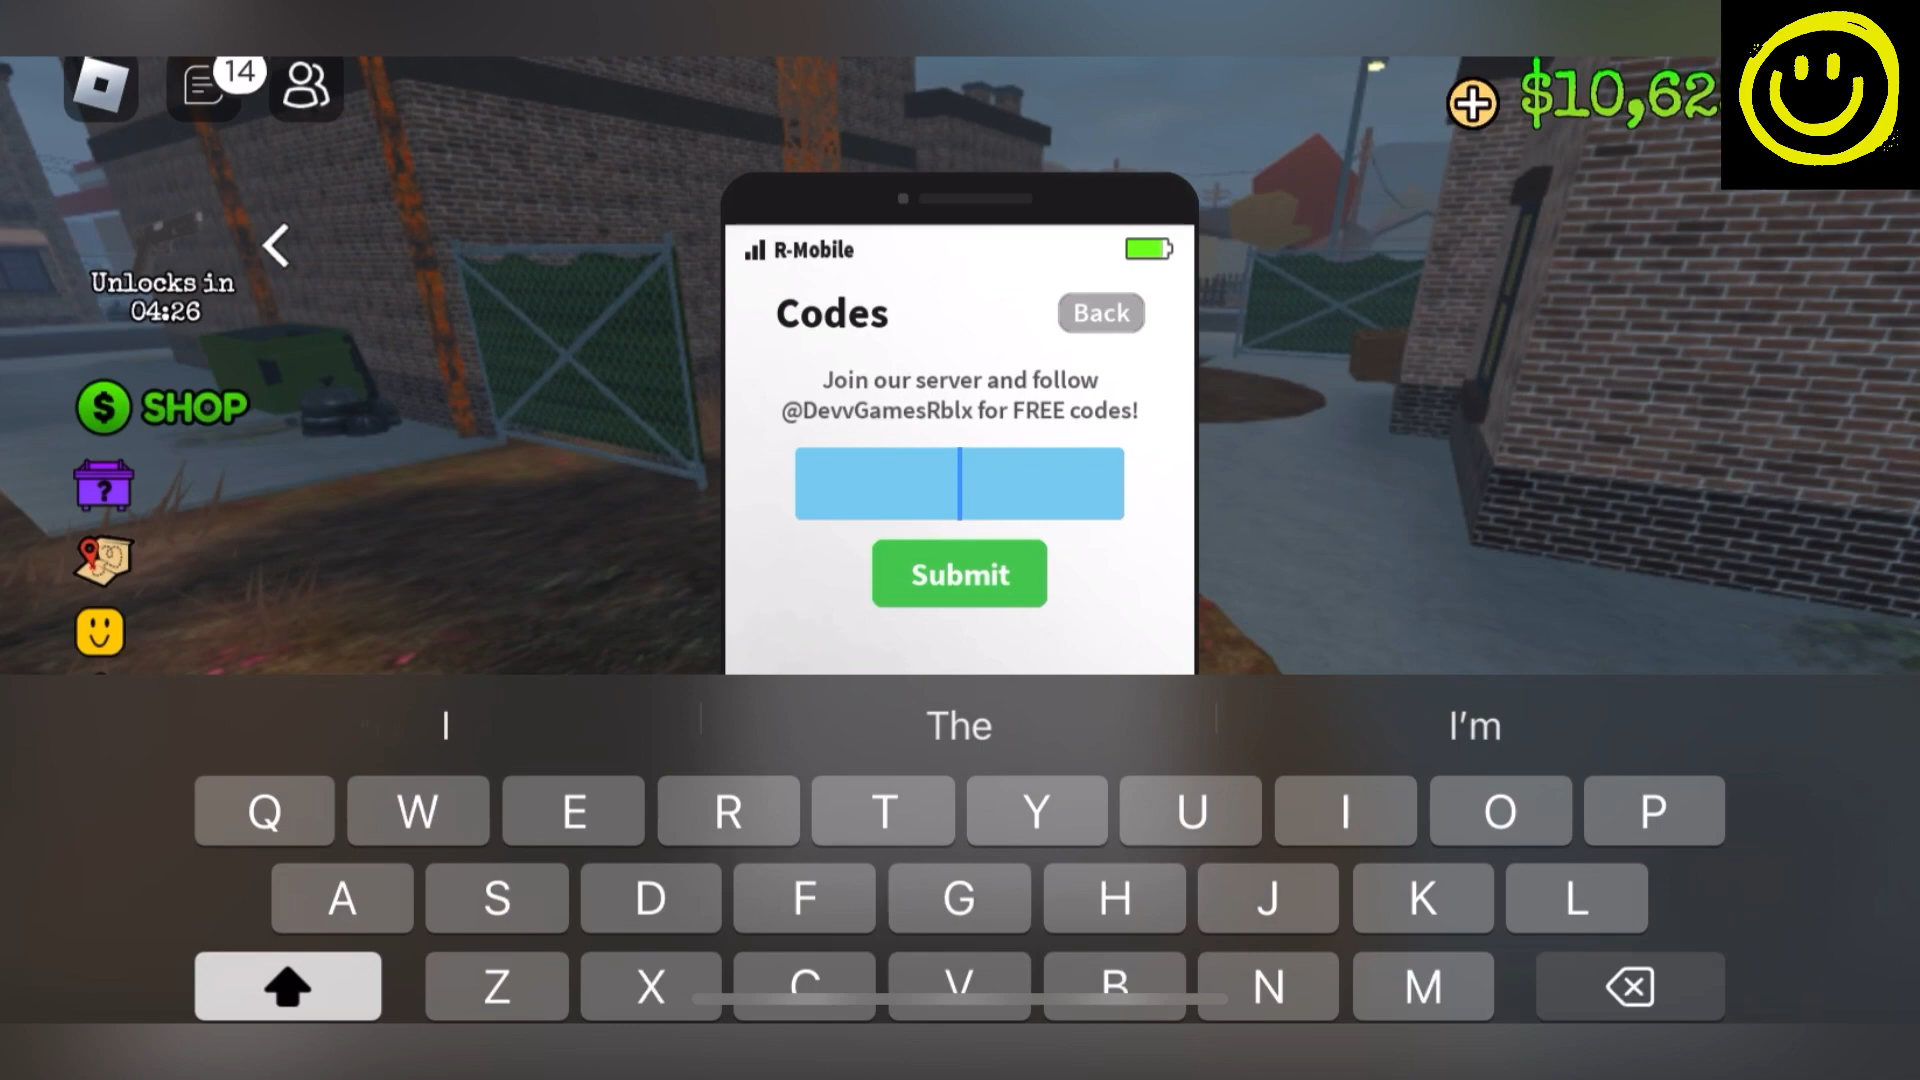 14
$10,62
R-Mobile
Unlocks in
04:26
Codes
Back
Join our server and follow
@DevvGamesRblx for FREE codes!
$ SHOP
?
Submit
I The I'm
Q W E R T Y U I O P
A S D F G H J K L
Z X C V B N M